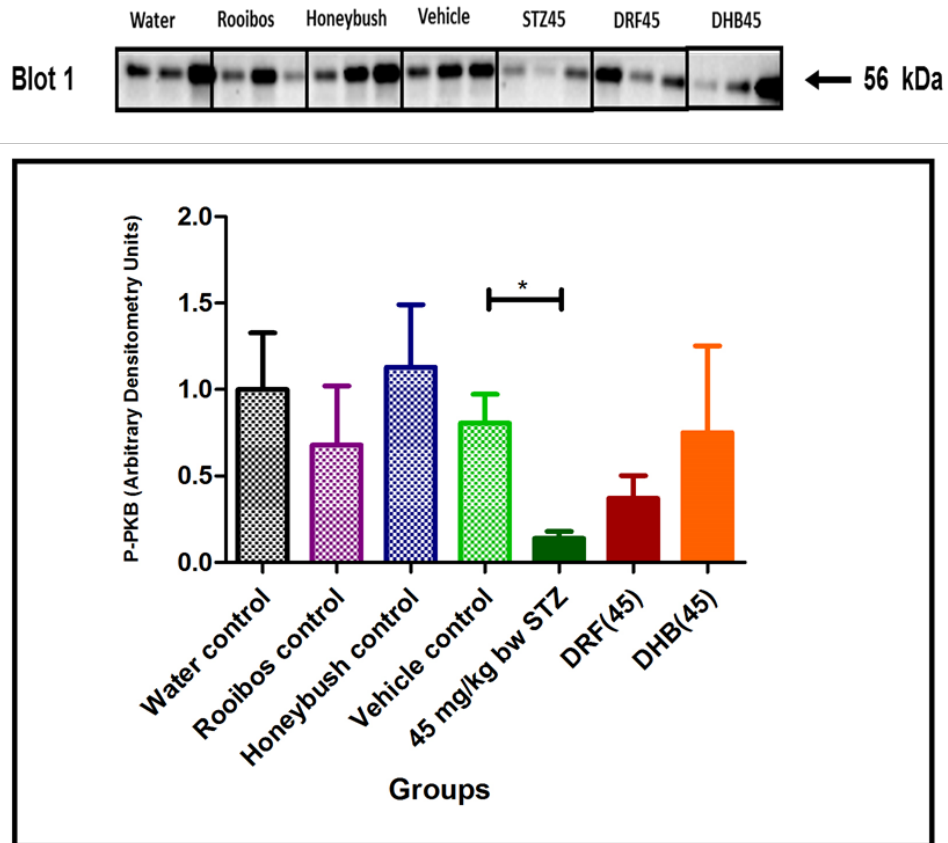 Water Rooibos Honeybush Vehicle STZ45 DRF45 DHB45
Blot 1
56 kDa
P-PKB (Arbitrary Densitometry Units)
2.0
1.5
1.0
0.5
0.0
*
Water control
Rooibos control
Honeybush control
Vehicle control
45 mg/kg bw STZ
DRF(45)
DHB(45)
Groups